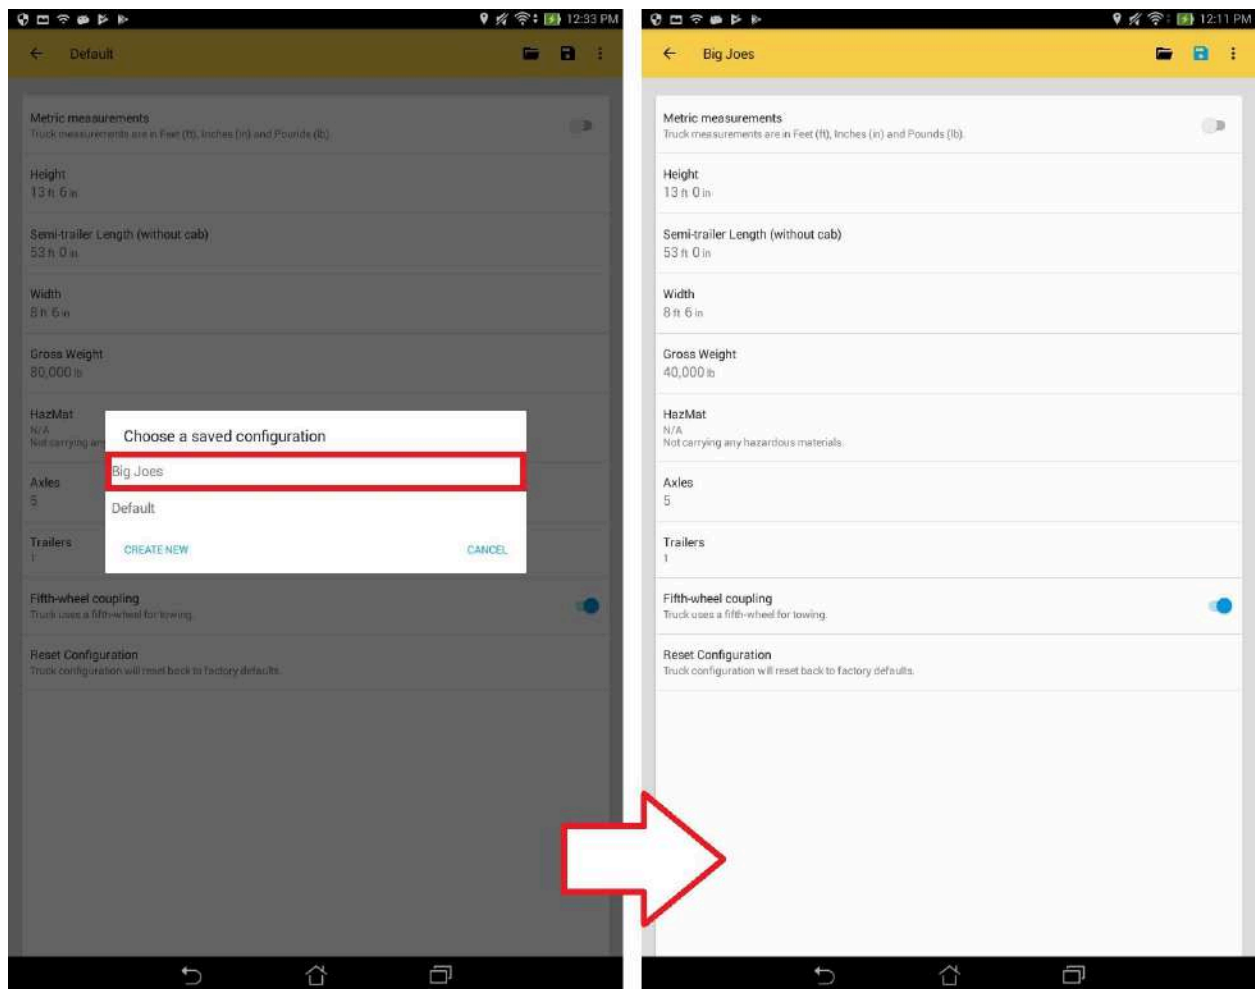 12:33 PM
Default
Metric measurements
Truck measurements are in Feet (ft), Inches (in) and Pounds (lb).
Height
13 ft 6 in
Semi-trailer Length (without cab)
53 ft 0 in
Width
8 ft 6 in
Gross Weight
80,000 lb
HazMat
N/A
Not carrying any
Choose a saved configuration
Big Joes
Default
CREATE NEW CANCEL
Axles
5
Trailers
1
Fifth-wheel coupling
Truck uses a fifth-wheel for towing.
Reset Configuration
Truck configuration will reset back to factory defaults.
12:11 PM
Big Joes
Metric measurements
Truck measurements are in Feet (ft), Inches (in) and Pounds (lb).
Height
13 ft 0 in
Semi-trailer Length (without cab)
53 ft 0 in
Width
8 ft 6 in
Gross Weight
40,000 lb
HazMat
N/A
Not carrying any hazardous materials.
Axles
5
Trailers
1
Fifth-wheel coupling
Truck uses a fifth-wheel for towing.
Reset Configuration
Truck configuration will reset back to factory defaults.